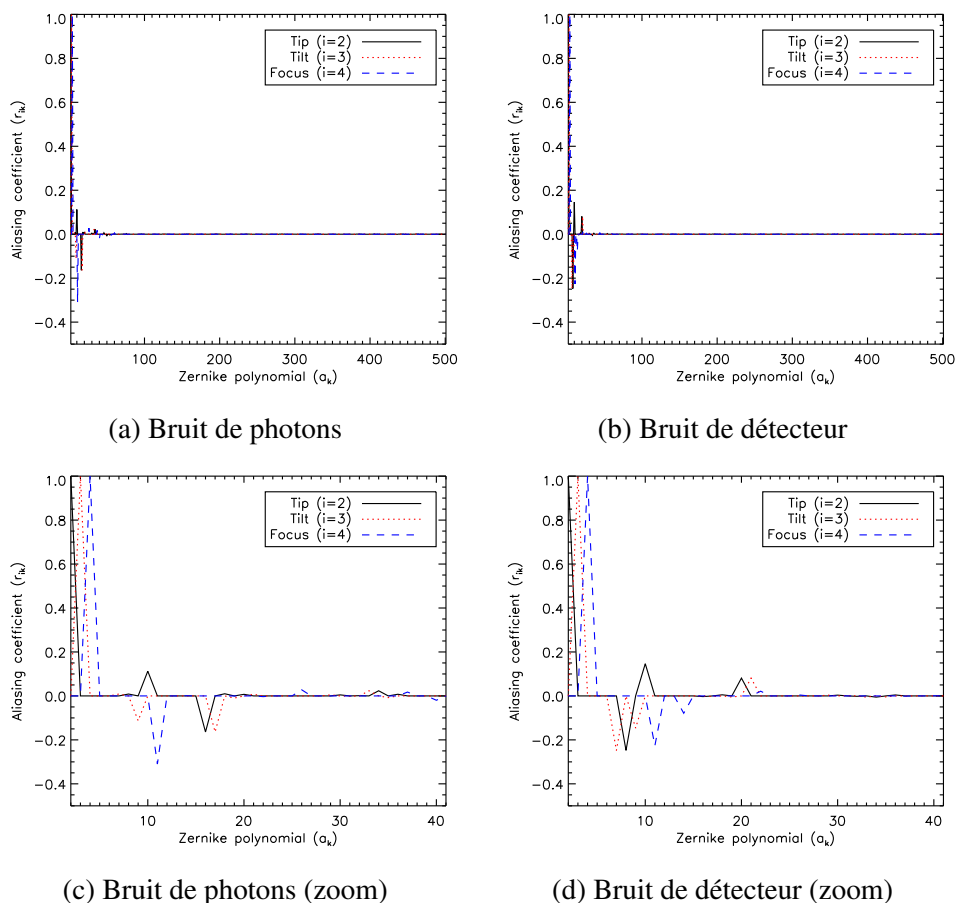 1.0
0.8
0.6
0.4
0.2
0.0
−0.2
−0.4
Aliasing coefficient (r_ik)
Tip (i=2)
Tilt (i=3)
Focus (i=4)
100 200 300 400 500
Zernike polynomial (a_k)
(a) Bruit de photons
1.0
0.8
0.6
0.4
0.2
0.0
−0.2
−0.4
Aliasing coefficient (r_ik)
Tip (i=2)
Tilt (i=3)
Focus (i=4)
100 200 300 400 500
Zernike polynomial (a_k)
(b) Bruit de détecteur
1.0
0.8
0.6
0.4
0.2
0.0
−0.2
−0.4
Aliasing coefficient (r_ik)
Tip (i=2)
Tilt (i=3)
Focus (i=4)
10 20 30 40
Zernike polynomial (a_k)
(c) Bruit de photons (zoom)
1.0
0.8
0.6
0.4
0.2
0.0
−0.2
−0.4
Aliasing coefficient (r_ik)
Tip (i=2)
Tilt (i=3)
Focus (i=4)
10 20 30 40
Zernike polynomial (a_k)
(d) Bruit de détecteur (zoom)